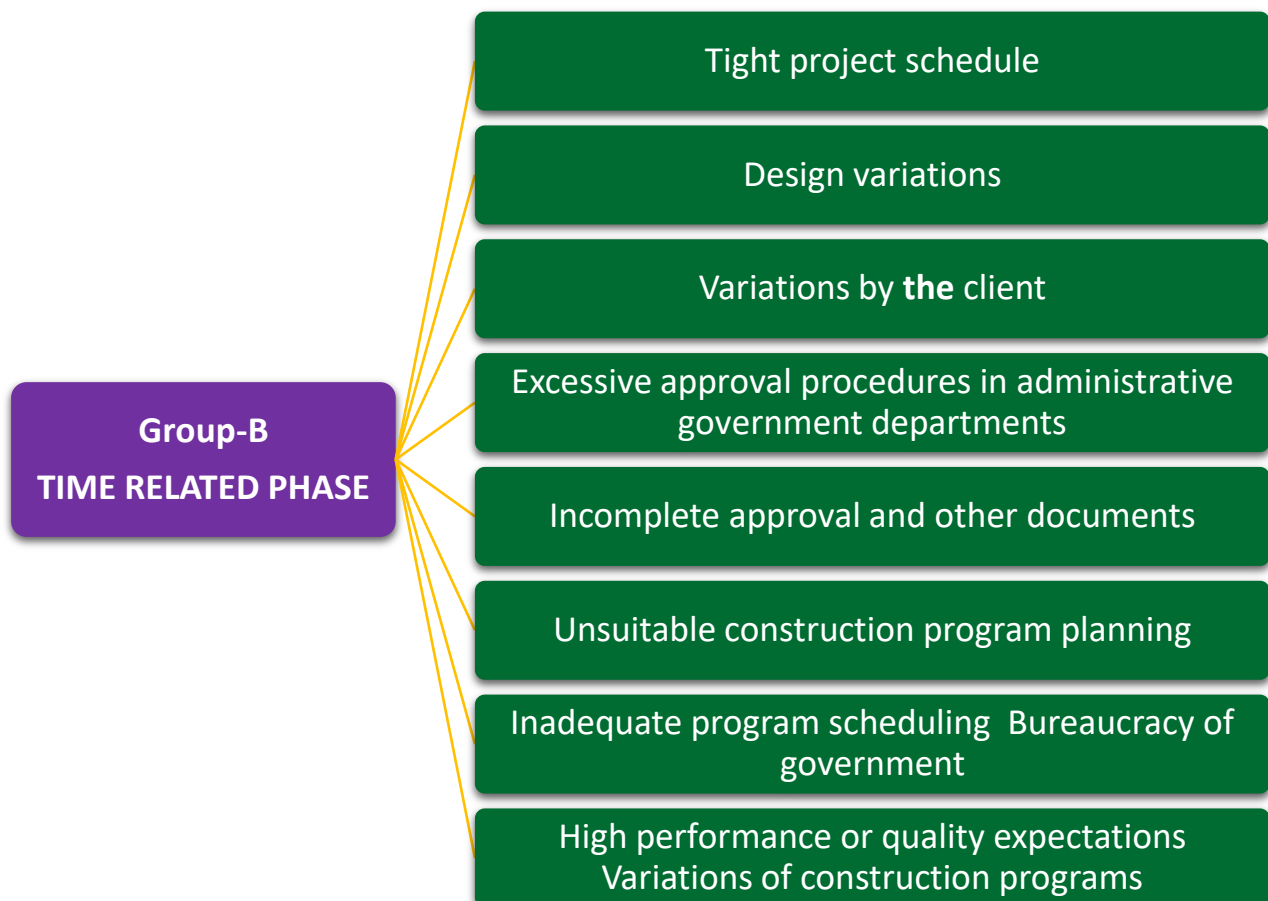 Tight project schedule
Design variations
Variations by the client
Excessive approval procedures in administrative
government departments
Group-B
TIME RELATED PHASE
Incomplete approval and other documents
Unsuitable construction program planning
Inadequate program scheduling  Bureaucracy of
government
High performance or quality expectations
Variations of construction programs